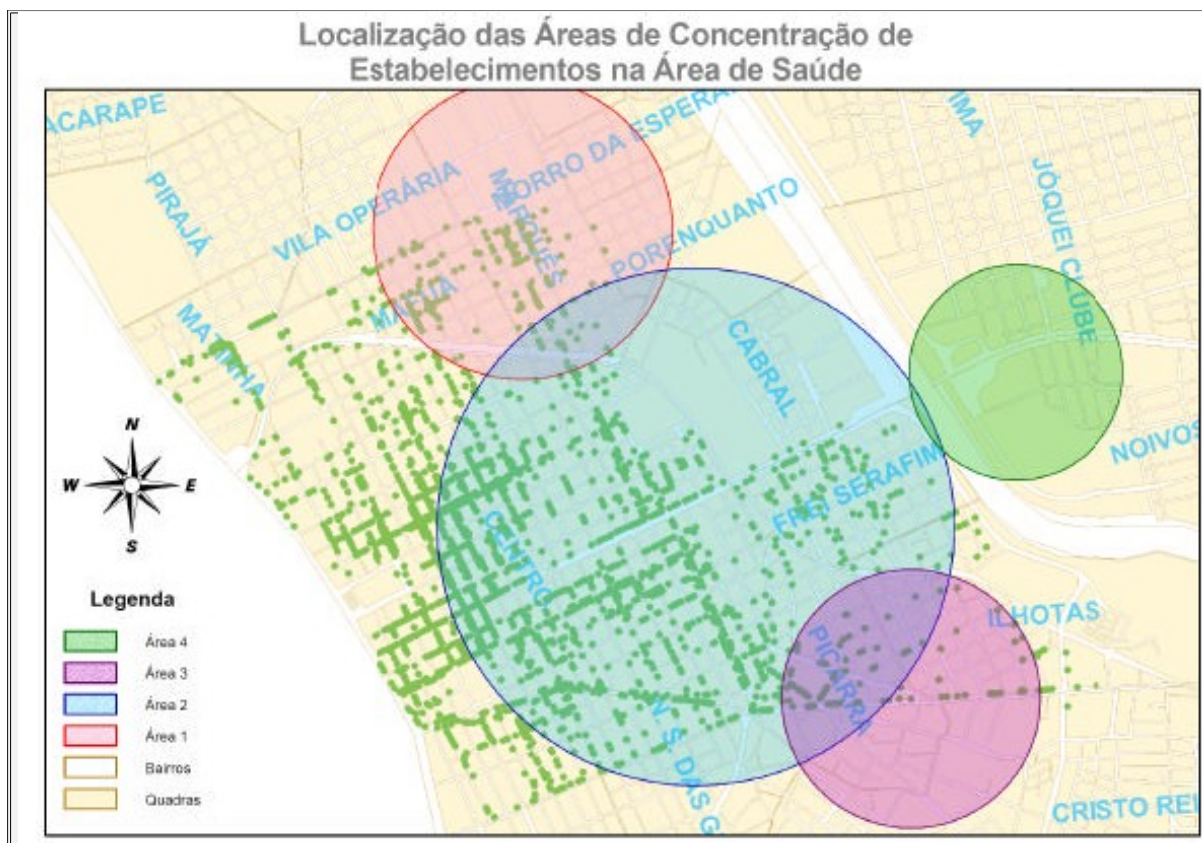 Localização das Áreas de Concentração de
Estabelecimentos na Área de Saúde
ACARAPE
PIRAJÁ
VILA OPERÁRIA
MARQUÊS
MORRO DA ESPERA
IMA
JÓQUEI CLUBE
PORENQUANTO
MAFUÁ
MATINHA
CABRAL
NOIVOS
FREI SERAFIM
CENTRO
N
W E
S
ILHOTAS
PIÇARRA
N. S. DAS G
CRISTO REI
Legenda
Área 4
Área 3
Área 2
Área 1
Bairros
Quadras